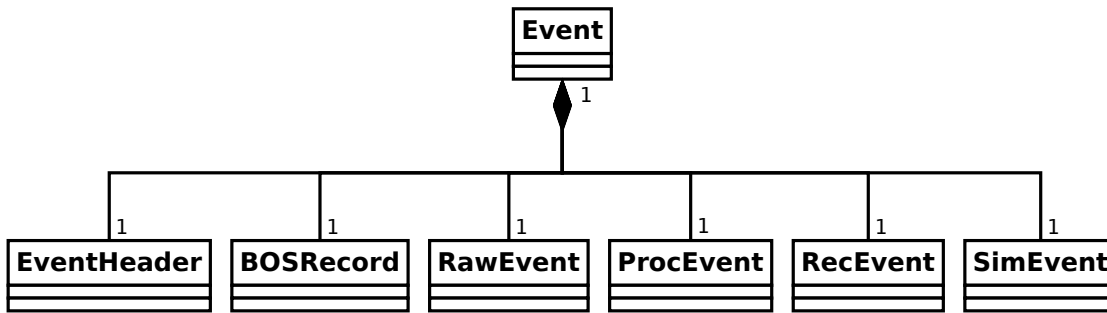 Event
1
1 1 1 1 1 1
EventHeader BOSRecord RawEvent ProcEvent RecEvent SimEvent